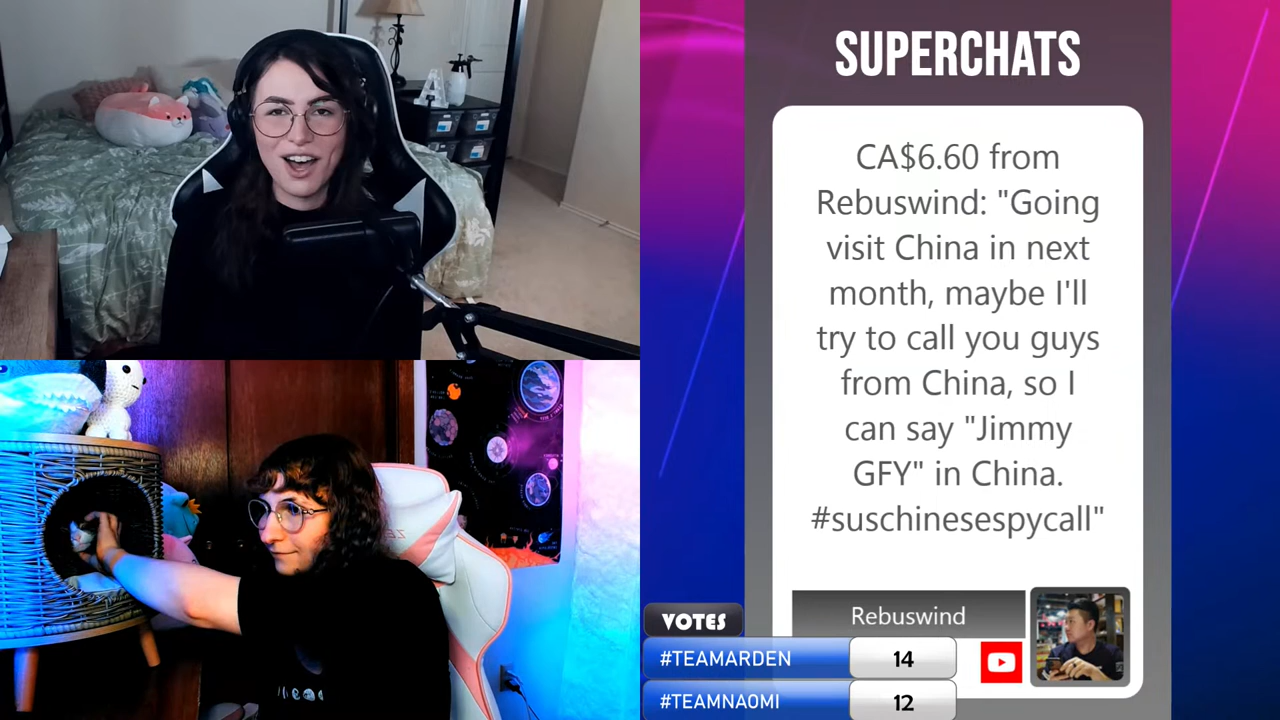 SUPERCHATS
CA$6.60 from
Rebuswind: "Going
visit China in next
month, maybe I'll
try to call you guys
from China, so I
can say "Jimmy
GFY" in China.
#suschinesespycall"
Rebuswind
VOTES
#TEAMARDEN 14
#TEAMNAOMI 12
A